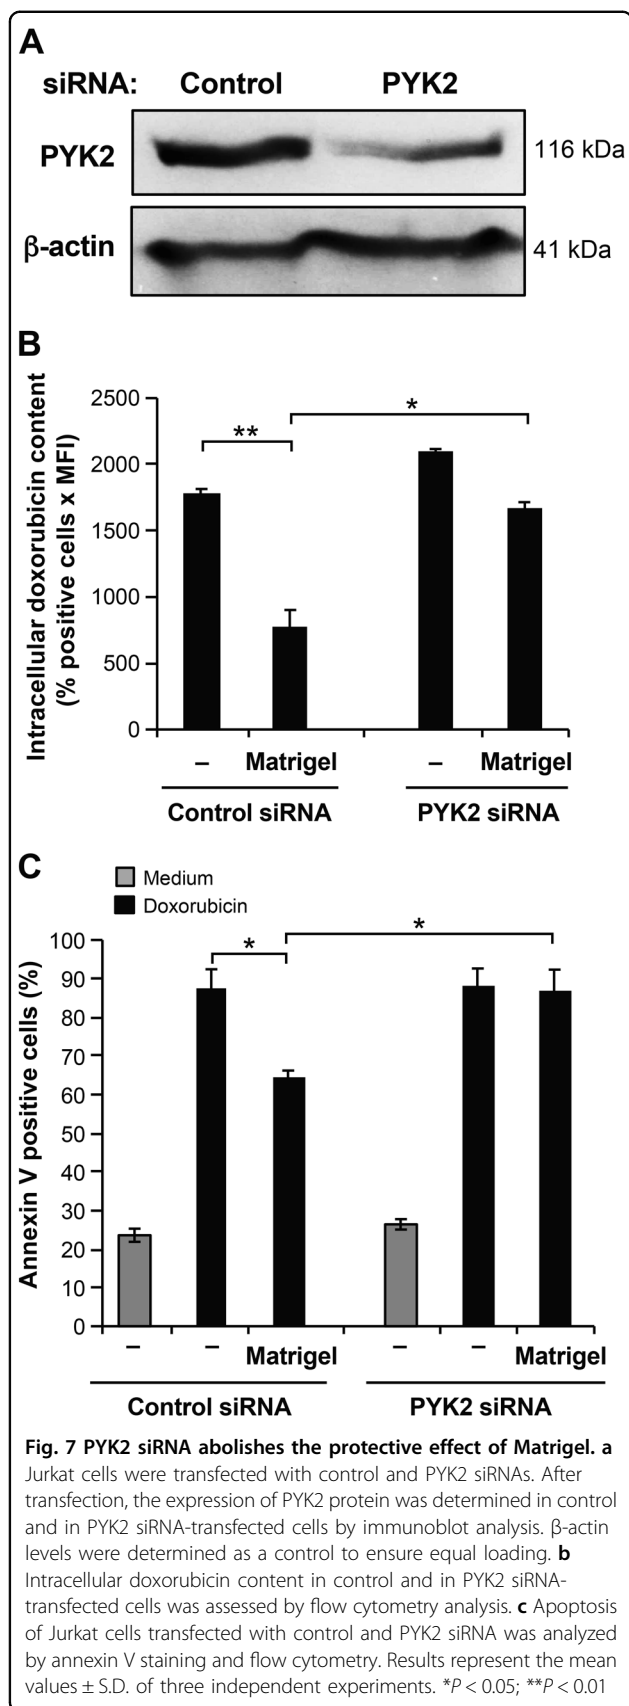 A
siRNA: Control PYK2
PYK2 116 kDa
β-actin 41 kDa
B
Intracellular doxorubicin content
(% positive cells x MFI)
2500
2000
1500
1000
500
0
** *
– Matrigel – Matrigel
Control siRNA PYK2 siRNA
C
Medium
Doxorubicin
Annexin V positive cells (%)
100
90
80
70
60
50
40
30
20
10
0
* *
– – Matrigel – – Matrigel
Control siRNA PYK2 siRNA
Fig. 7 PYK2 siRNA abolishes the protective effect of Matrigel. a
Jurkat cells were transfected with control and PYK2 siRNAs. After
transfection, the expression of PYK2 protein was determined in control
and in PYK2 siRNA-transfected cells by immunoblot analysis. β-actin
levels were determined as a control to ensure equal loading. b
Intracellular doxorubicin content in control and in PYK2 siRNA-
transfected cells was assessed by flow cytometry analysis. c Apoptosis
of Jurkat cells transfected with control and PYK2 siRNA was analyzed
by annexin V staining and flow cytometry. Results represent the mean
values ± S.D. of three independent experiments. *P < 0.05; **P < 0.01